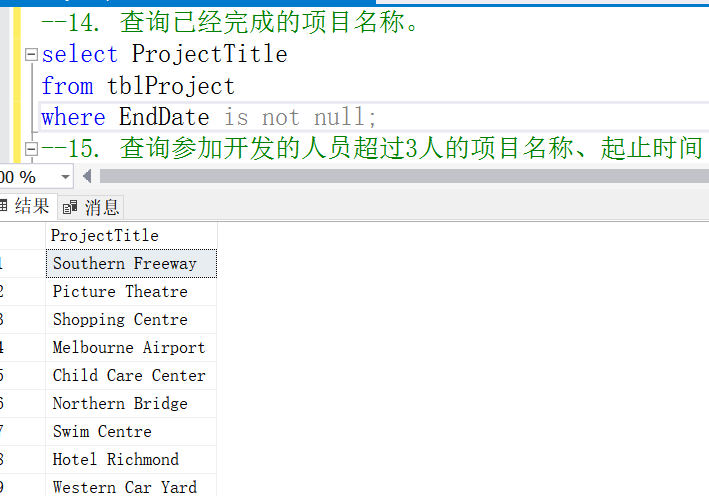 --14. 查询已经完成的项目名称。
select ProjectTitle
from tblProject
where EndDate is not null;
--15. 查询参加开发的人员超过3人的项目名称、起止时间
00 %
结果 消息
ProjectTitle
1 Southern Freeway
2 Picture Theatre
3 Shopping Centre
4 Melbourne Airport
5 Child Care Center
6 Northern Bridge
7 Swim Centre
8 Hotel Richmond
9 Western Car Yard